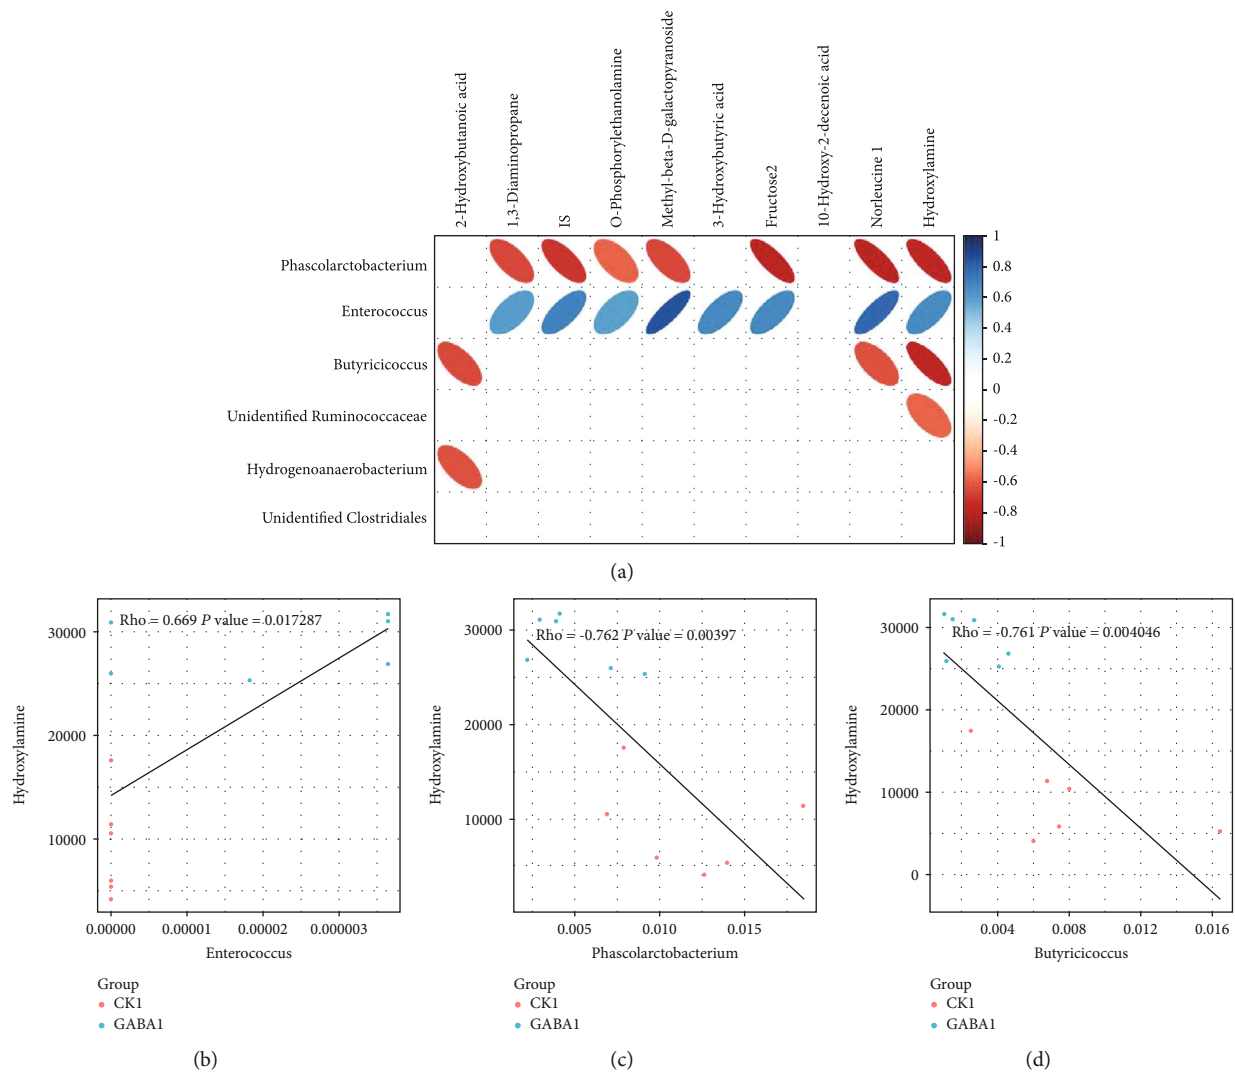 2-Hydroxybutanoic acid
1,3-Diaminopropane
IS
O-Phosphorylethanolamine
Methyl-beta-D-galactopyranoside
3-Hydroxybutyric acid
Fructose2
10-Hydroxy-2-decenoic acid
Norleucine 1
Hydroxylamine
Phascolarctobacterium
Enterococcus
Butyricicoccus
Unidentified Ruminococcaceae
Hydrogenoanaerobacterium
Unidentified Clostridiales
1
0.8
0.6
0.4
0.2
0
-0.2
-0.4
-0.6
-0.8
-1
(a)
Rho = 0.669 P value = 0.017287
Hydroxylamine
30000
20000
10000
0.00000 0.00001 0.00002 0.000003
Enterococcus
Group
CK1
GABA1
(b)
Rho = -0.762 P value = 0.00397
Hydroxylamine
30000
20000
10000
0.005 0.010 0.015
Phascolarctobacterium
Group
CK1
GABA1
(c)
Rho = -0.761 P value = 0.004046
Hydroxylamine
30000
20000
10000
0
0.004 0.008 0.012 0.016
Butyricicoccus
Group
CK1
GABA1
(d)